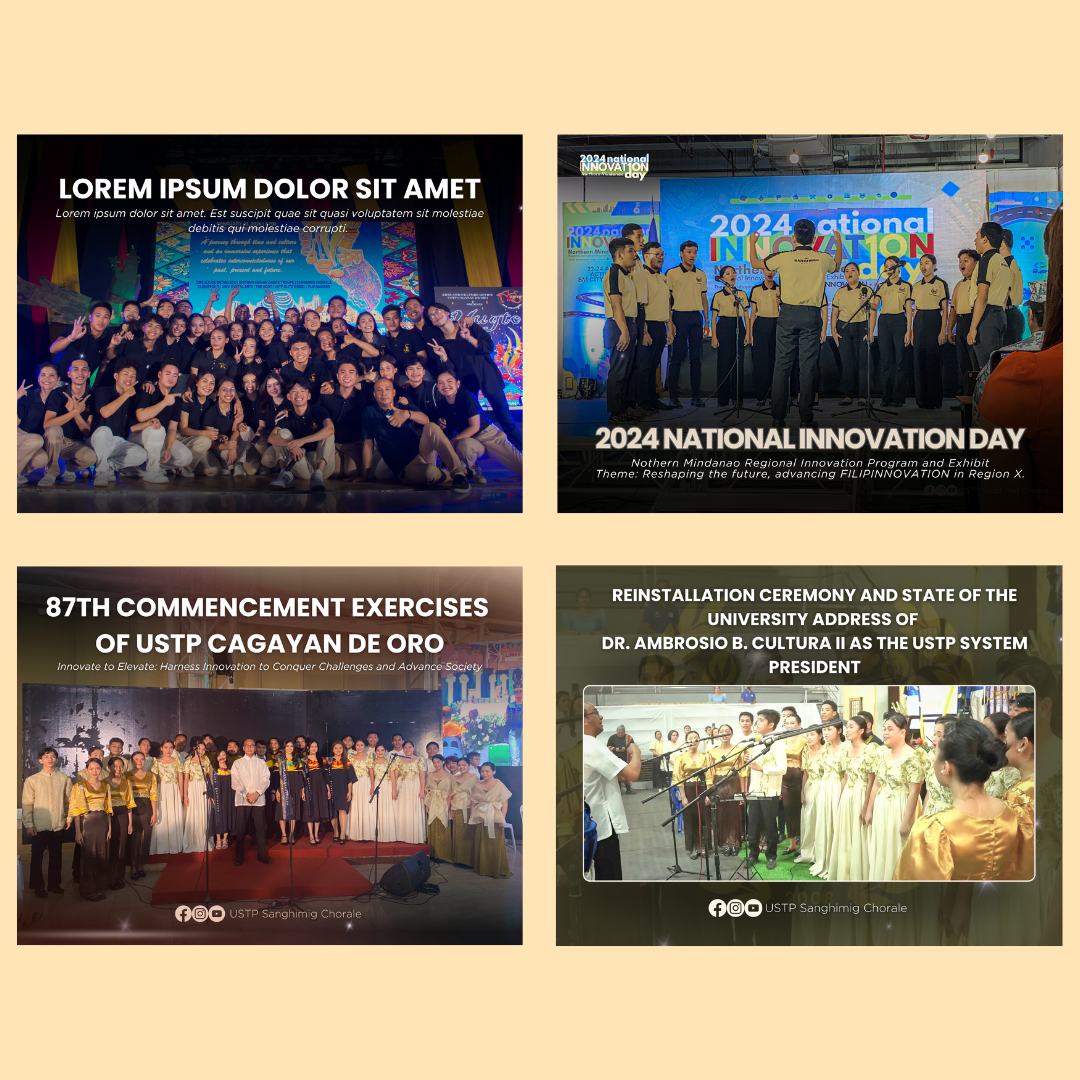 LOREM IPSUM DOLOR SIT AMET
Lorem ipsum dolor sit amet. Est suscipit quae sit quasi voluptatem sit molestiae
debitis qui molestiae corrupti.
A journey through time and culture
and an immersive experience that
celebrates interconnectedness of our
past, present and future.
2024 national
INNOVAT1ON
Northern Mindanao
day
2024 national
INNOVAT1ON
day
2024 NATIONAL INNOVATION DAY
Nothern Mindanao Regional Innovation Program and Exhibit
Theme: Reshaping the future, advancing FILIPINNOVATION in Region X.
87TH COMMENCEMENT EXERCISES
OF USTP CAGAYAN DE ORO
Innovate to Elevate: Harness Innovation to Conquer Challenges and Advance Society
USTP Sanghimig Chorale
REINSTALLATION CEREMONY AND STATE OF THE
UNIVERSITY ADDRESS OF
DR. AMBROSIO B. CULTURA II AS THE USTP SYSTEM
PRESIDENT
USTP Sanghimig Chorale